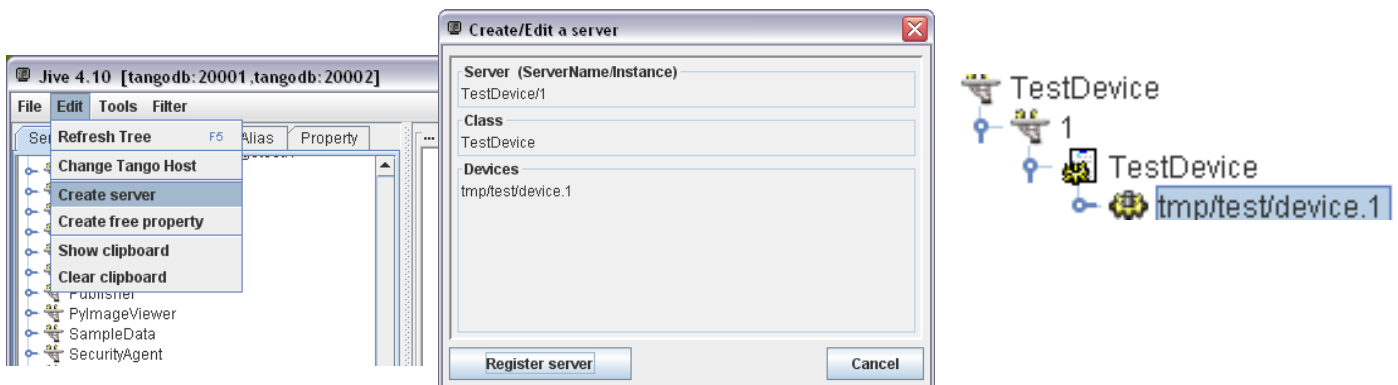 Jive 4.10 [tangodb:20001,tangodb:20002]
File Edit Tools Filter
Alias Property
Refresh Tree F5
Change Tango Host
Create server
Create free property
Show clipboard
Clear clipboard
Publisher
PyImageViewer
SampleData
SecurityAgent
Create/Edit a server
Server (ServerName/Instance)
TestDevice/1
Class
TestDevice
Devices
tmp/test/device.1
Register server Cancel
TestDevice
1
TestDevice
tmp/test/device.1